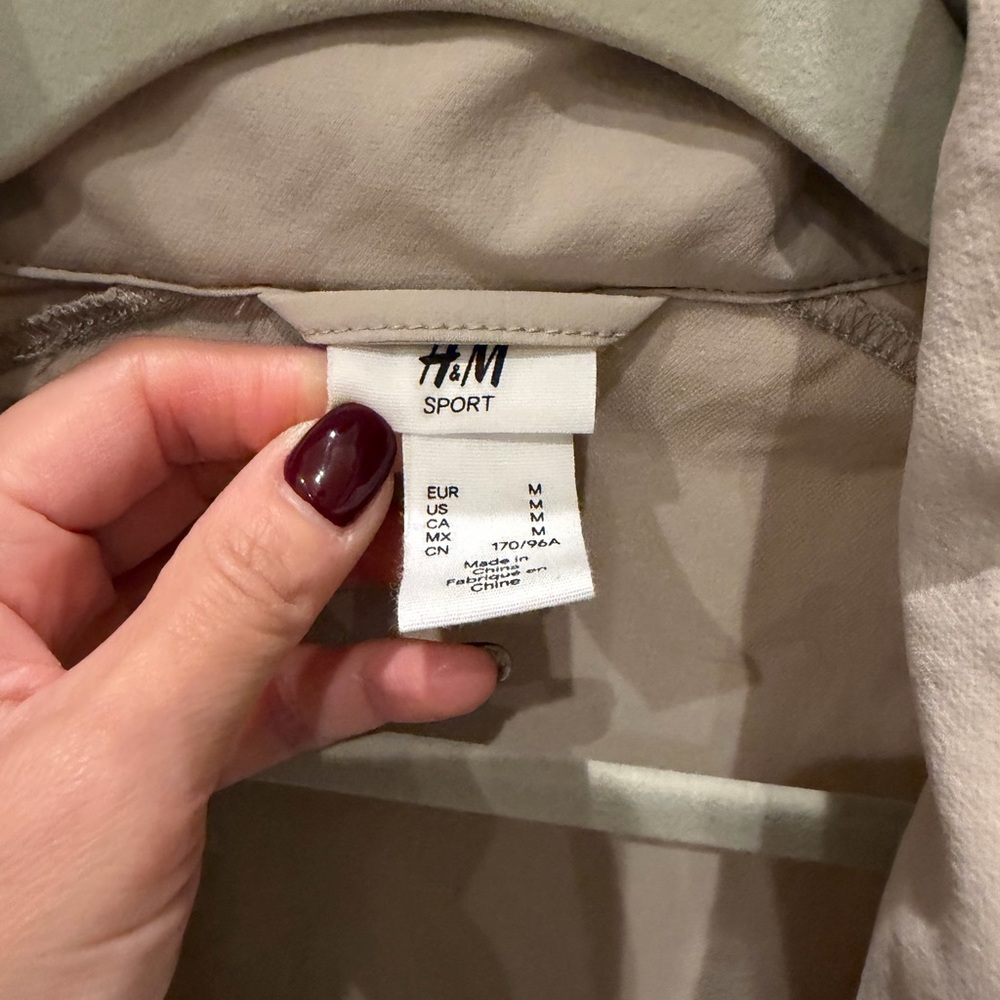 H&M
SPORT
EUR M
US M
CA M
MX M
CN 170/96A
Made in
China
Fabriqué en
Chine